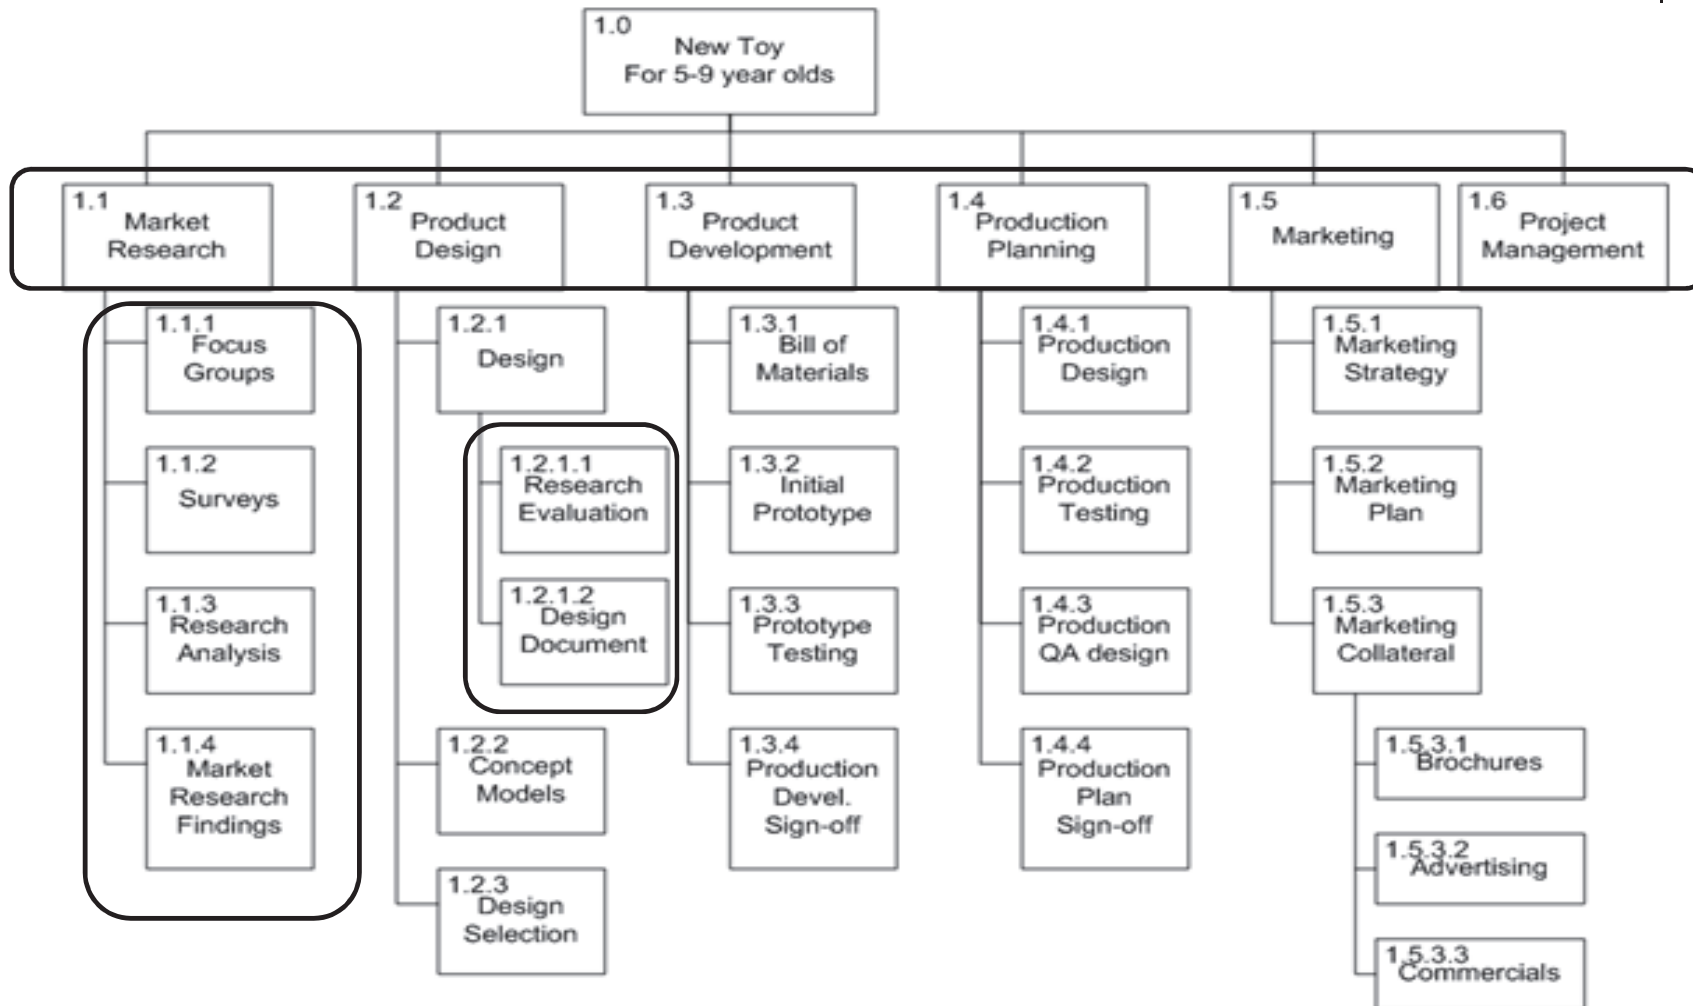 1.0
New Toy
For 5-9 year olds
1.1
Market
Research
1.2
Product
Design
1.3
Product
Development
1.4
Production
Planning
1.5
Marketing
1.6
Project
Management
1.1.1
Focus
Groups
1.1.2
Surveys
1.1.3
Research
Analysis
1.1.4
Market
Research
Findings
1.2.1
Design
1.2.1.1
Research
Evaluation
1.2.1.2
Design
Document
1.2.2
Concept
Models
1.2.3
Design
Selection
1.3.1
Bill of
Materials
1.3.2
Initial
Prototype
1.3.3
Prototype
Testing
1.3.4
Production
Devel.
Sign-off
1.4.1
Production
Design
1.4.2
Production
Testing
1.4.3
Production
QA design
1.4.4
Production
Plan
Sign-off
1.5.1
Marketing
Strategy
1.5.2
Marketing
Plan
1.5.3
Marketing
Collateral
1.5.3.1
Brochures
1.5.3.2
Advertising
1.5.3.3
Commercials